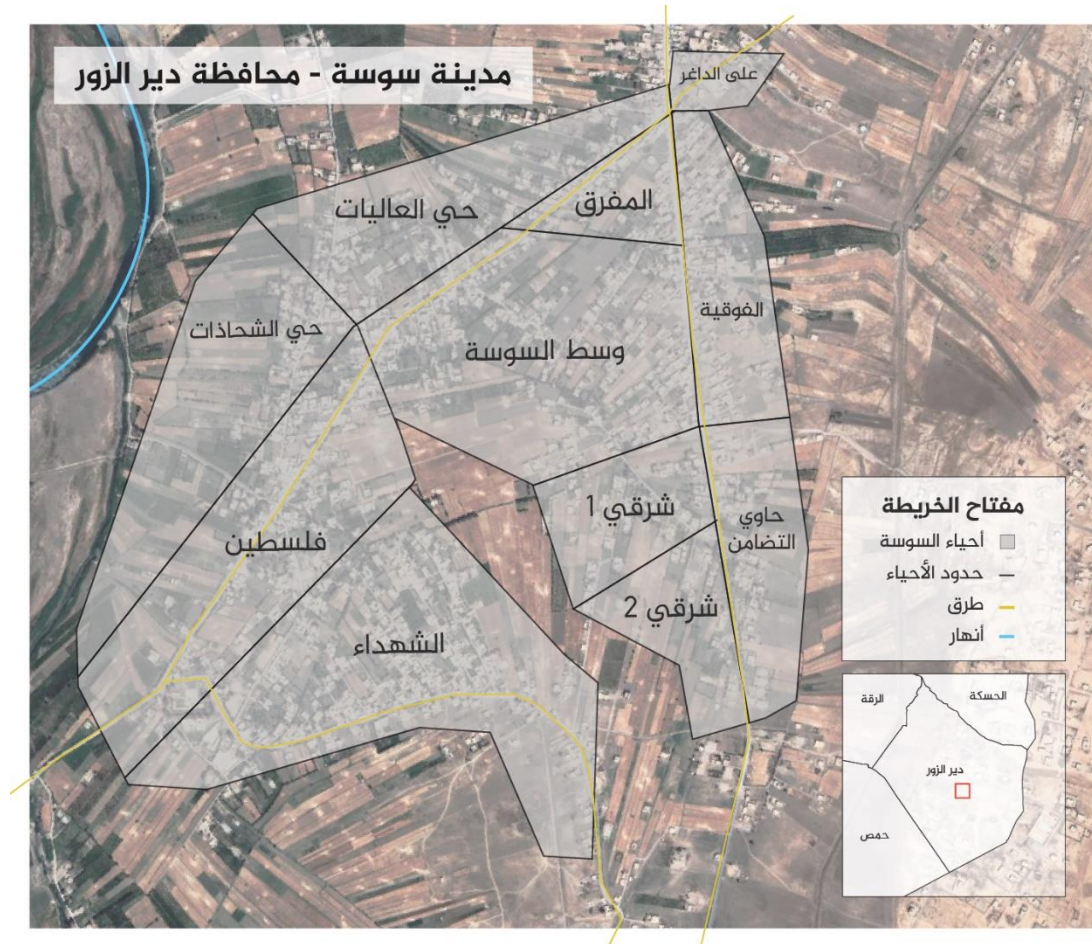 مدينة سوسة - محافظة دير الزور
على الداغر
المفرق
حي العاليات
الفوقية
حي الشحاذات
وسط السوسة
شرقي 1
حاوي
التضامن
فلسطين
شرقي 2
الشهداء
مفتاح الخريطة
أحياء السوسة
حدود الأحياء
طرق
أنهار
الحسكة
الرقة
دير الزور
حمص